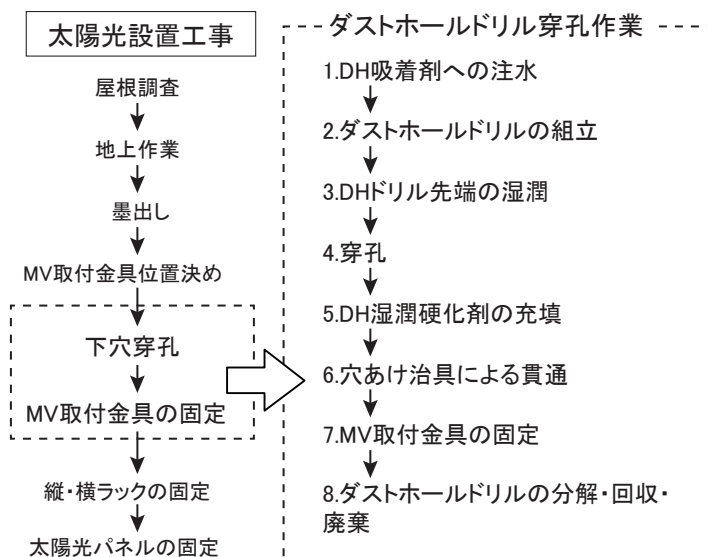 太陽光設置工事
屋根調査
地上作業
墨出し
MV取付金具位置決め
下穴穿孔
MV取付金具の固定
縦・横ラックの固定
太陽光パネルの固定
ダストホールドリル穿孔作業
1.DH吸着剤への注水
2.ダストホールドリルの組立
3.DHドリル先端の湿潤
4.穿孔
5.DH湿潤硬化剤の充填
6.穴あけ治具による貫通
7.MV取付金具の固定
8.ダストホールドリルの分解・回収・
廃棄